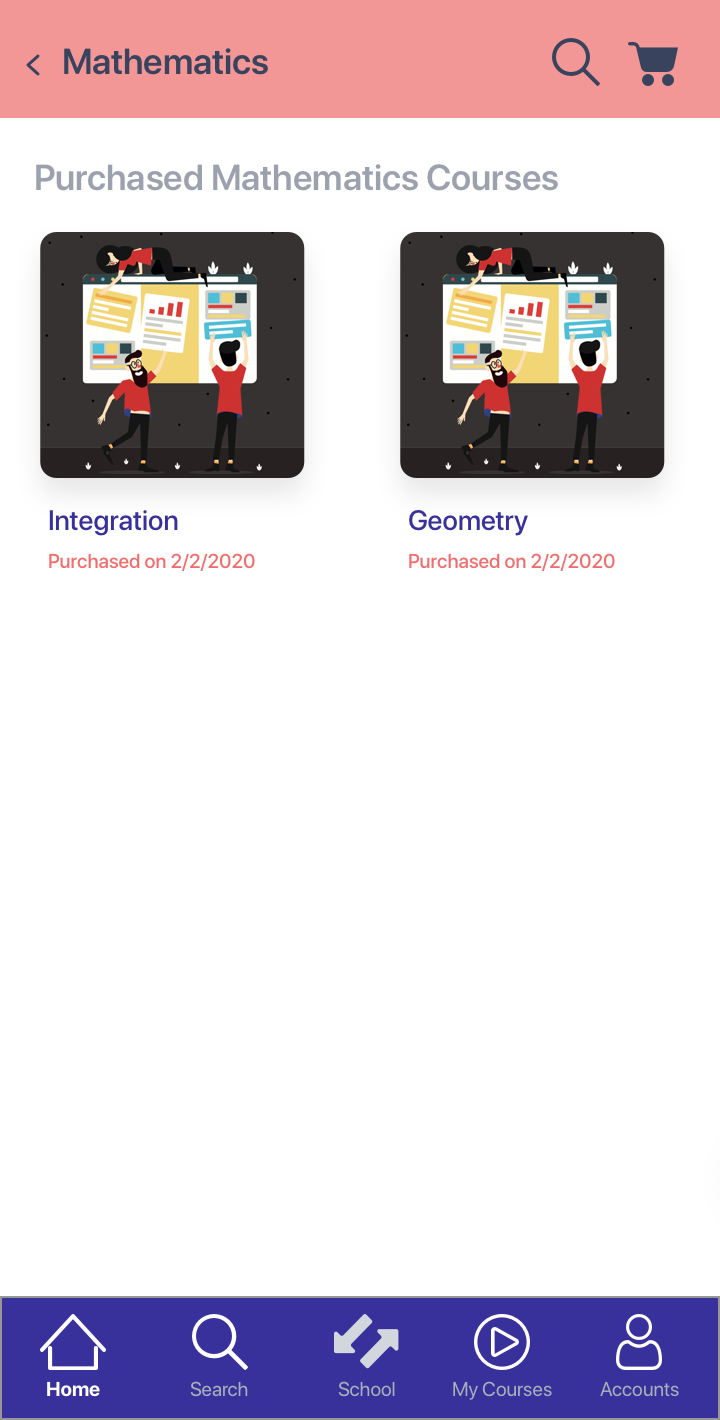 Mathematics
Purchased Mathematics Courses
Integration
Geometry
Purchased on 2/2/2020
Purchased on 2/2/2020
Home
Search
School
My Courses
Accounts